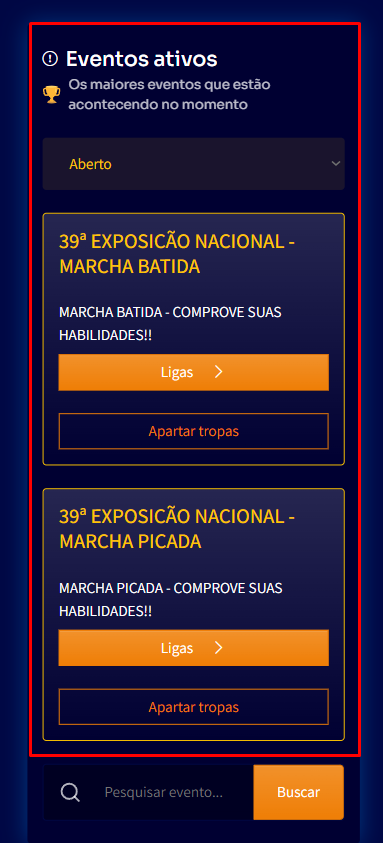 Eventos ativos
Os maiores eventos que estão
acontecendo no momento
Aberto
39ª EXPOSICÃO NACIONAL -
MARCHA BATIDA
MARCHA BATIDA - COMPROVE SUAS
HABILIDADES!!
Ligas
Apartar tropas
39ª EXPOSICÃO NACIONAL -
MARCHA PICADA
MARCHA PICADA - COMPROVE SUAS
HABILIDADES!!
Ligas
Apartar tropas
Pesquisar evento... Buscar